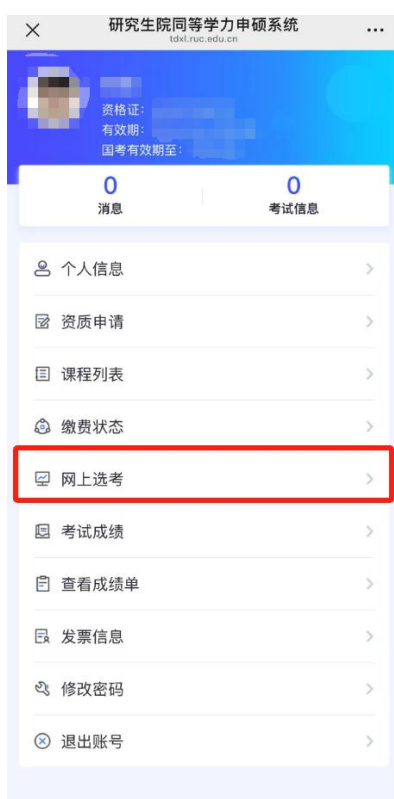 研究生院同等学力申硕系统
tdxl.ruc.edu.cn
资格证：
有效期：
国考有效期至：
0
消息
0
考试信息
个人信息
资质申请
课程列表
缴费状态
网上选考
考试成绩
查看成绩单
发票信息
修改密码
退出账号